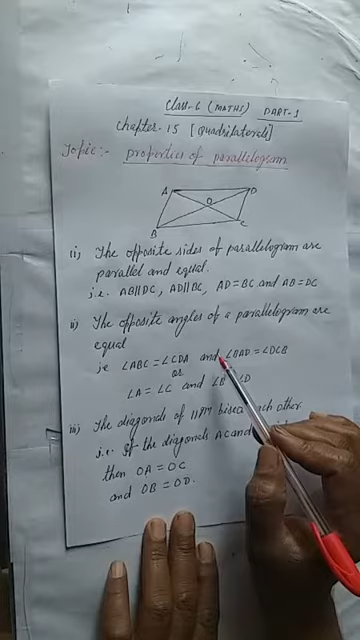 Class-6 (MATHS) PART-1
Chapter-15 [Quadrilaterals]
Topic:- properties of parallelogram
A D
O
B C
ii, The opposite sides of parallelogram are
parallel and equal.
i.e. AB||DC, AD||BC, AD=BC and AB=DC
ii) The opposite angles of a parallelogram are
equal
i.e ∠ABC=∠CDA and ∠BAD=∠DCB
or
∠A=∠C and ∠B ∠D
iii) The diagonals of ||gm each other
i.e. If the diagonals AC and
then OA=OC
and OB=OD.